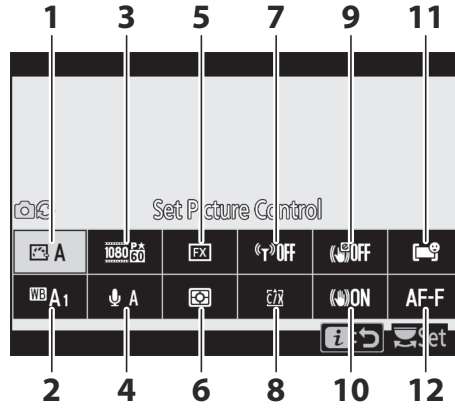 1 3 5 7 9 11
Set Picture Control
A 1080 P★ 60 FX T OFF OFF
WB A1 A C/X ON AF-F
i Set
2 4 6 8 10 12